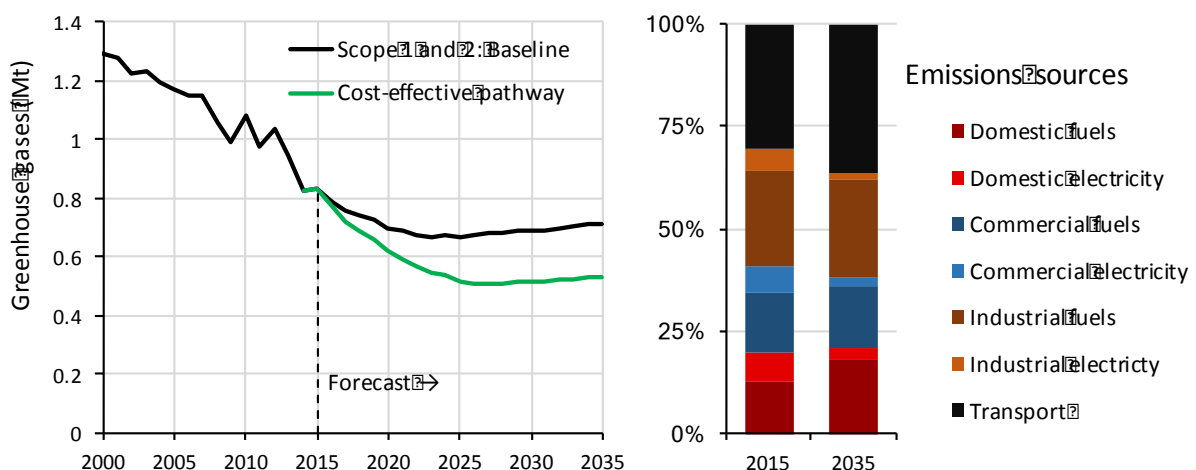 Greenhouse gases (Mt)
1.4
1.2
1
0.8
0.6
0.4
0.2
0
Scope 1 and 2: Baseline
Cost-effective pathway
Forecast →
2000
2005
2010
2015
2020
2025
2030
2035
100%
75%
50%
25%
0%
2015
2035
Emissions sources
Domestic fuels
Domestic electricity
Commercial fuels
Commercial electricity
Industrial fuels
Industrial electricty
Transport